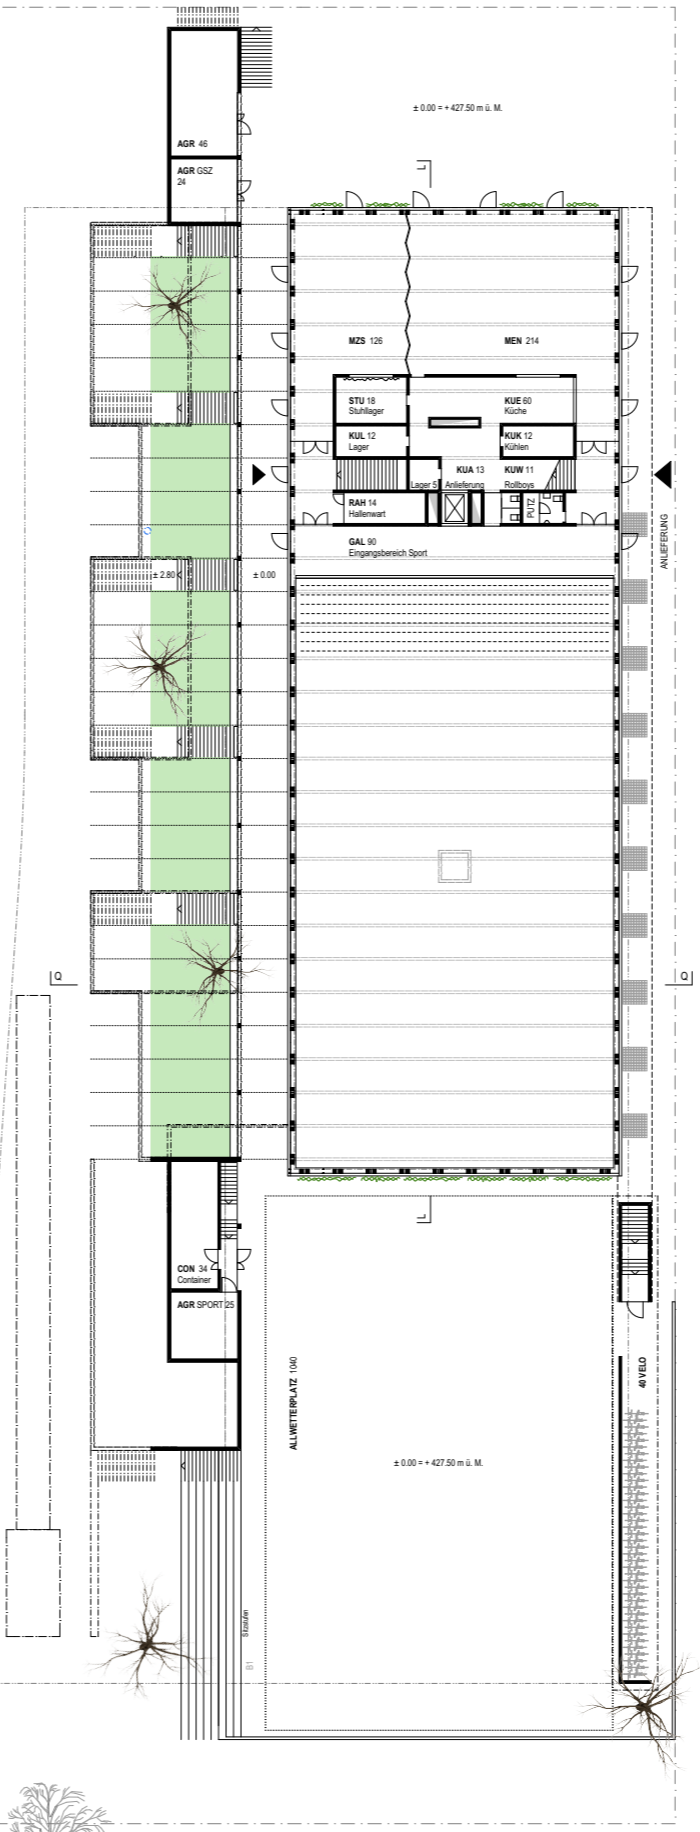 ± 0.00 = + 427.50 m ü. M.
AGR 46
AGR GSZ
24
L
MZS 126
MEN 214
STU 18
Stuhllager
KUE 60
Küche
KUL 12
Lager
KUK 12
Kühlen
KUA 13
Anlieferung
KUW 11
Rollboys
Lager 5
RAH 14
Hallenwart
PUTZ
GAL 90
Eingangsbereich Sport
ANLIEFERUNG
± 2.80
± 0.00
Q
Q
L
CON 34
Container
AGR SPORT 25
ALLWETTERPLATZ 1040
40 VELO
± 0.00 = + 427.50 m ü. M.
Sitzstufen
B1